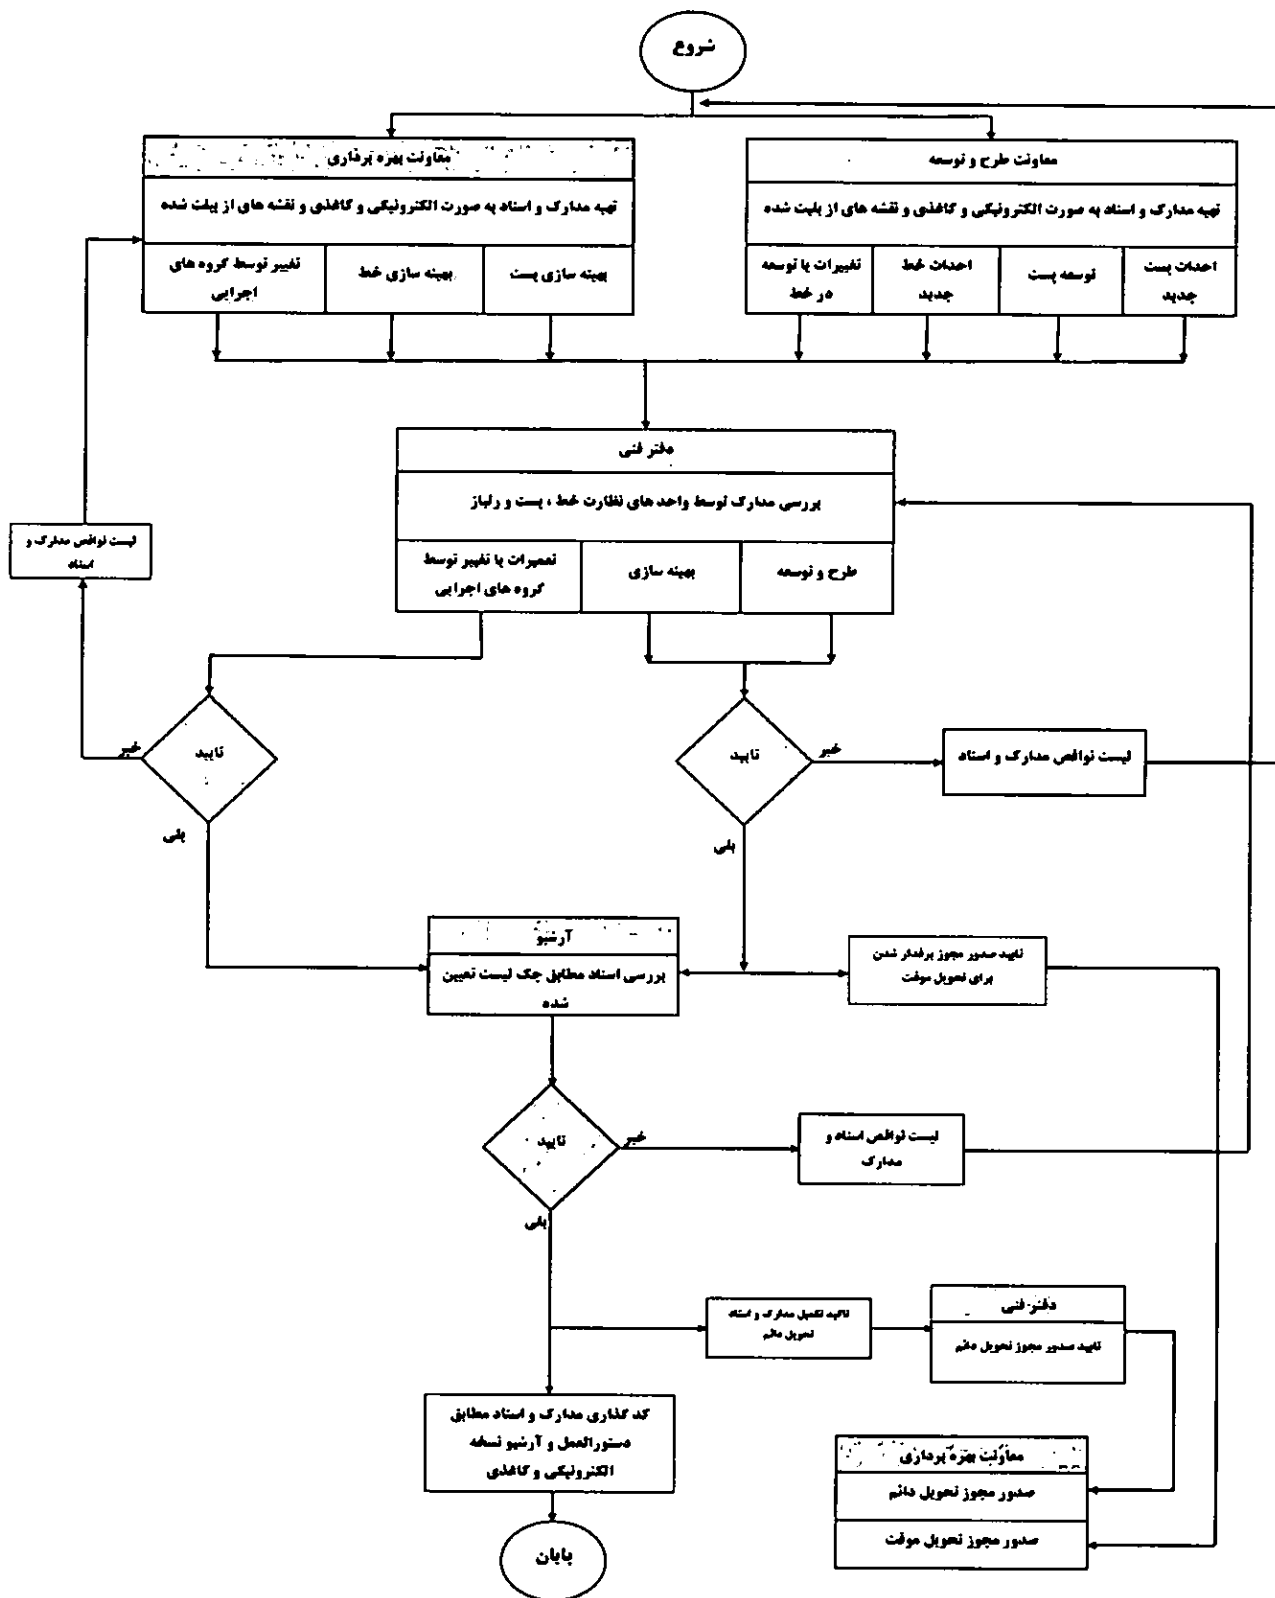 شروع
معاونت طرح و توسعه
تهیه مدارک و اسناد به صورت الکترونیکی و کاغذی و نقشه های از بیلت شده
احداث پست
جدید
توسعه پست
احداث خط
جدید
تغییرات یا توسعه
در خط
معاونت بهره برداری
تهیه مدارک و اسناد به صورت الکترونیکی و کاغذی و نقشه های از بیلت شده
بهینه سازی پست
بهینه سازی خط
تغییر توسط گروه های
اجرایی
دفتر فنی
بررسی مدارک توسط واحد های نظارت خط ، پست و رلیاژ
طرح و توسعه
بهینه سازی
تعمیرات یا تغییر توسط
گروه های اجرایی
لیست نواقص مدارک و
اسناد
تایید
خیر
لیست نواقص مدارک و اسناد
تایید
خیر
بلی
بلی
آرشیو
بررسی اسناد مطابق چک لیست تعیین
شده
تایید صدور مجوز برقدار شدن
برای تحویل موقت
تایید
خیر
لیست نواقص اسناد و
مدارک
بلی
تائید تکمیل مدارک و اسناد
تحویل دائم
دفتر فنی
تایید صدور مجوز تحویل دائم
کد گذاری مدارک و اسناد مطابق
دستورالعمل و آرشیو نسخه
الکترونیکی و کاغذی
معاونت بهره برداری
صدور مجوز تحویل دائم
صدور مجوز تحویل موقت
پایان